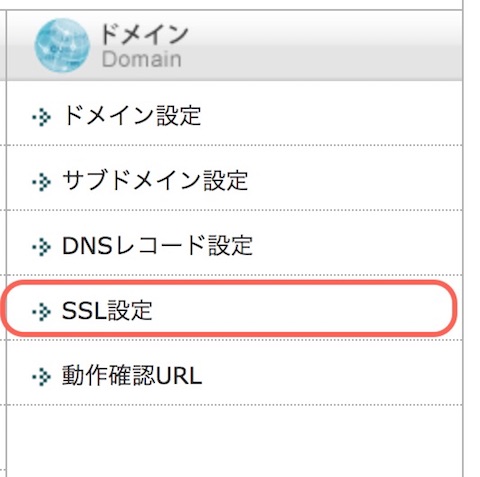 ドメイン
Domain
ドメイン設定
サブドメイン設定
DNSレコード設定
SSL設定
動作確認URL